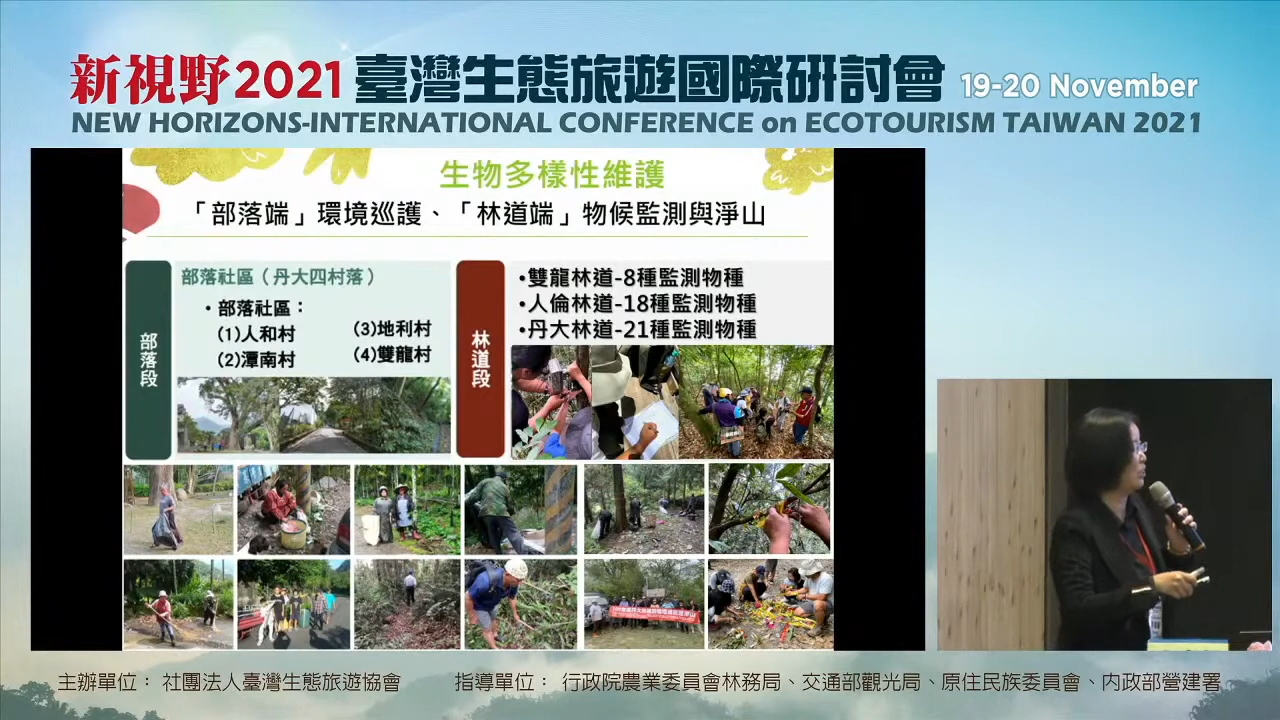 新視野2021 臺灣生態旅遊國際研討會 19-20 November
NEW HORIZONS-INTERNATIONAL CONFERENCE on ECOTOURISM TAIWAN 2021
生物多樣性維護
「部落端」環境巡護、「林道端」物候監測與淨山
部落段
部落社區（丹大四村落）
•部落社區：
(1)人和村
(2)潭南村
(3)地利村
(4)雙龍村
林道段
•雙龍林道-8種監測物種
•人倫林道-18種監測物種
•丹大林道-21種監測物種
主辦單位： 社團法人臺灣生態旅遊協會
指導單位： 行政院農業委員會林務局、交通部觀光局、原住民族委員會、內政部營建署